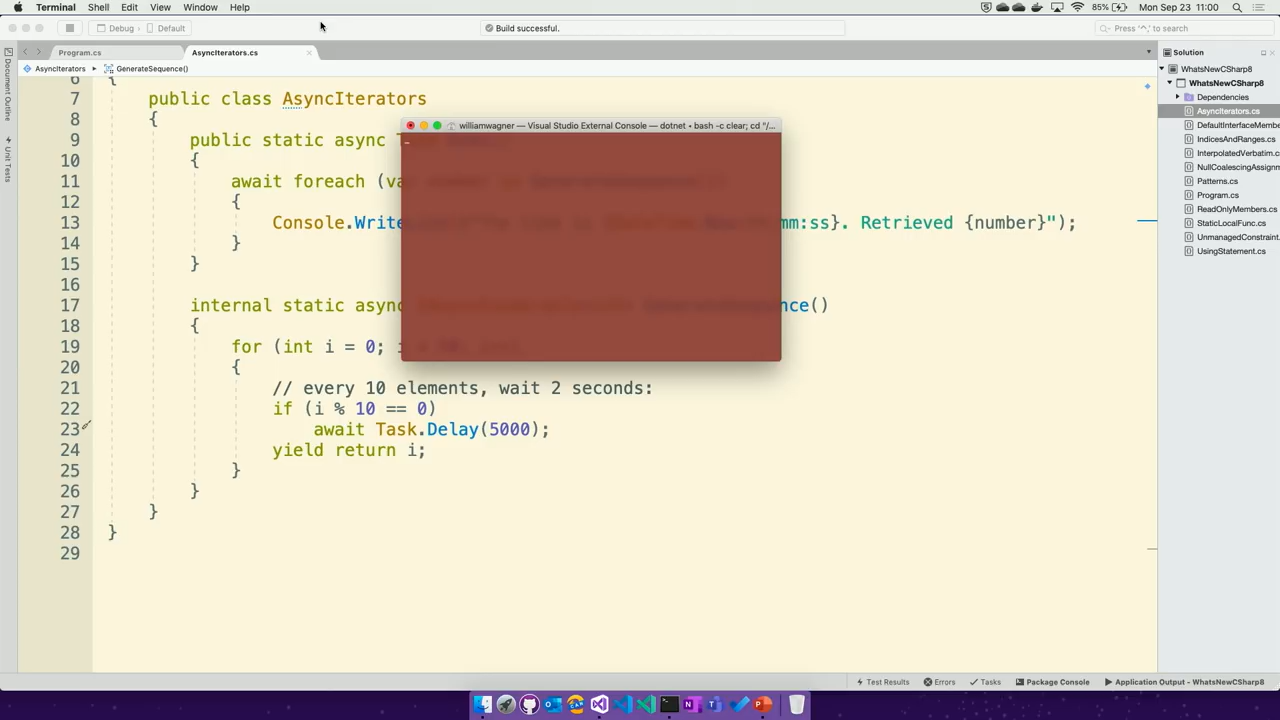 Terminal Shell Edit View Window Help 85% Mon Sep 23 11:00
Debug Default Build successful. Press '^.' to search
Program.cs AsyncIterators.cs Solution
AsyncIterators GenerateSequence() WhatsNewCSharp8
WhatsNewCSharp8
Dependencies
AsyncIterators.cs
DefaultInterfaceMemb
IndicesAndRanges.cs
InterpolatedVerbatim.c
NullCoalescingAssignm
Patterns.cs
Program.cs
ReadOnlyMembers.cs
StaticLocalFunc.cs
UnmanagedConstraint.
UsingStatement.cs
Document Outline
Unit Tests
williamwagner — Visual Studio External Console — dotnet • bash -c clear; cd "/...
6 {
7 public class AsyncIterators
8 {
9 public static async
10 {
11 await foreach (va
12 {
13 Console.Write mm:ss}. Retrieved {number}");
14 }
15 }
16
17 internal static async GenerateSequence()
18 {
19 for (int i = 0; i
20 {
21 // every 10 elements, wait 2 seconds:
22 if (i % 10 == 0)
23 await Task.Delay(5000);
24 yield return i;
25 }
26 }
27 }
28 }
29
Test Results Errors Tasks Package Console Application Output - WhatsNewCSharp8